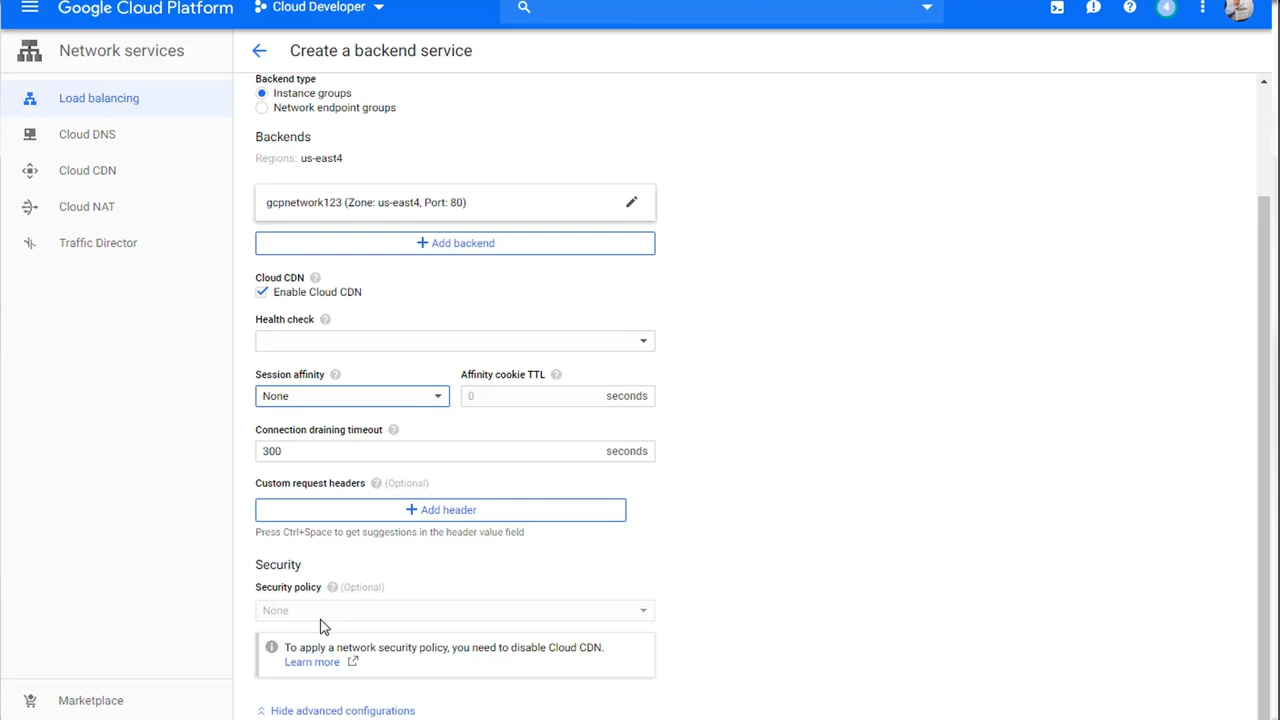 Google Cloud Platform
Cloud Developer
4
Network services
Create a backend service
Load balancing
Cloud DNS
Cloud CDN
Cloud NAT
Traffic Director
Marketplace
Backend type
Instance groups
Network endpoint groups
Backends
Regions: us-east4
gcpnetwork123 (Zone: us-east4, Port: 80)
+ Add backend
Cloud CDN ?
Enable Cloud CDN
Health check ?
Session affinity ? Affinity cookie TTL ?
None 0 seconds
Connection draining timeout ?
300 seconds
Custom request headers ? (Optional)
+ Add header
Press Ctrl+Space to get suggestions in the header value field
Security
Security policy ? (Optional)
None
To apply a network security policy, you need to disable Cloud CDN.
Learn more
Hide advanced configurations